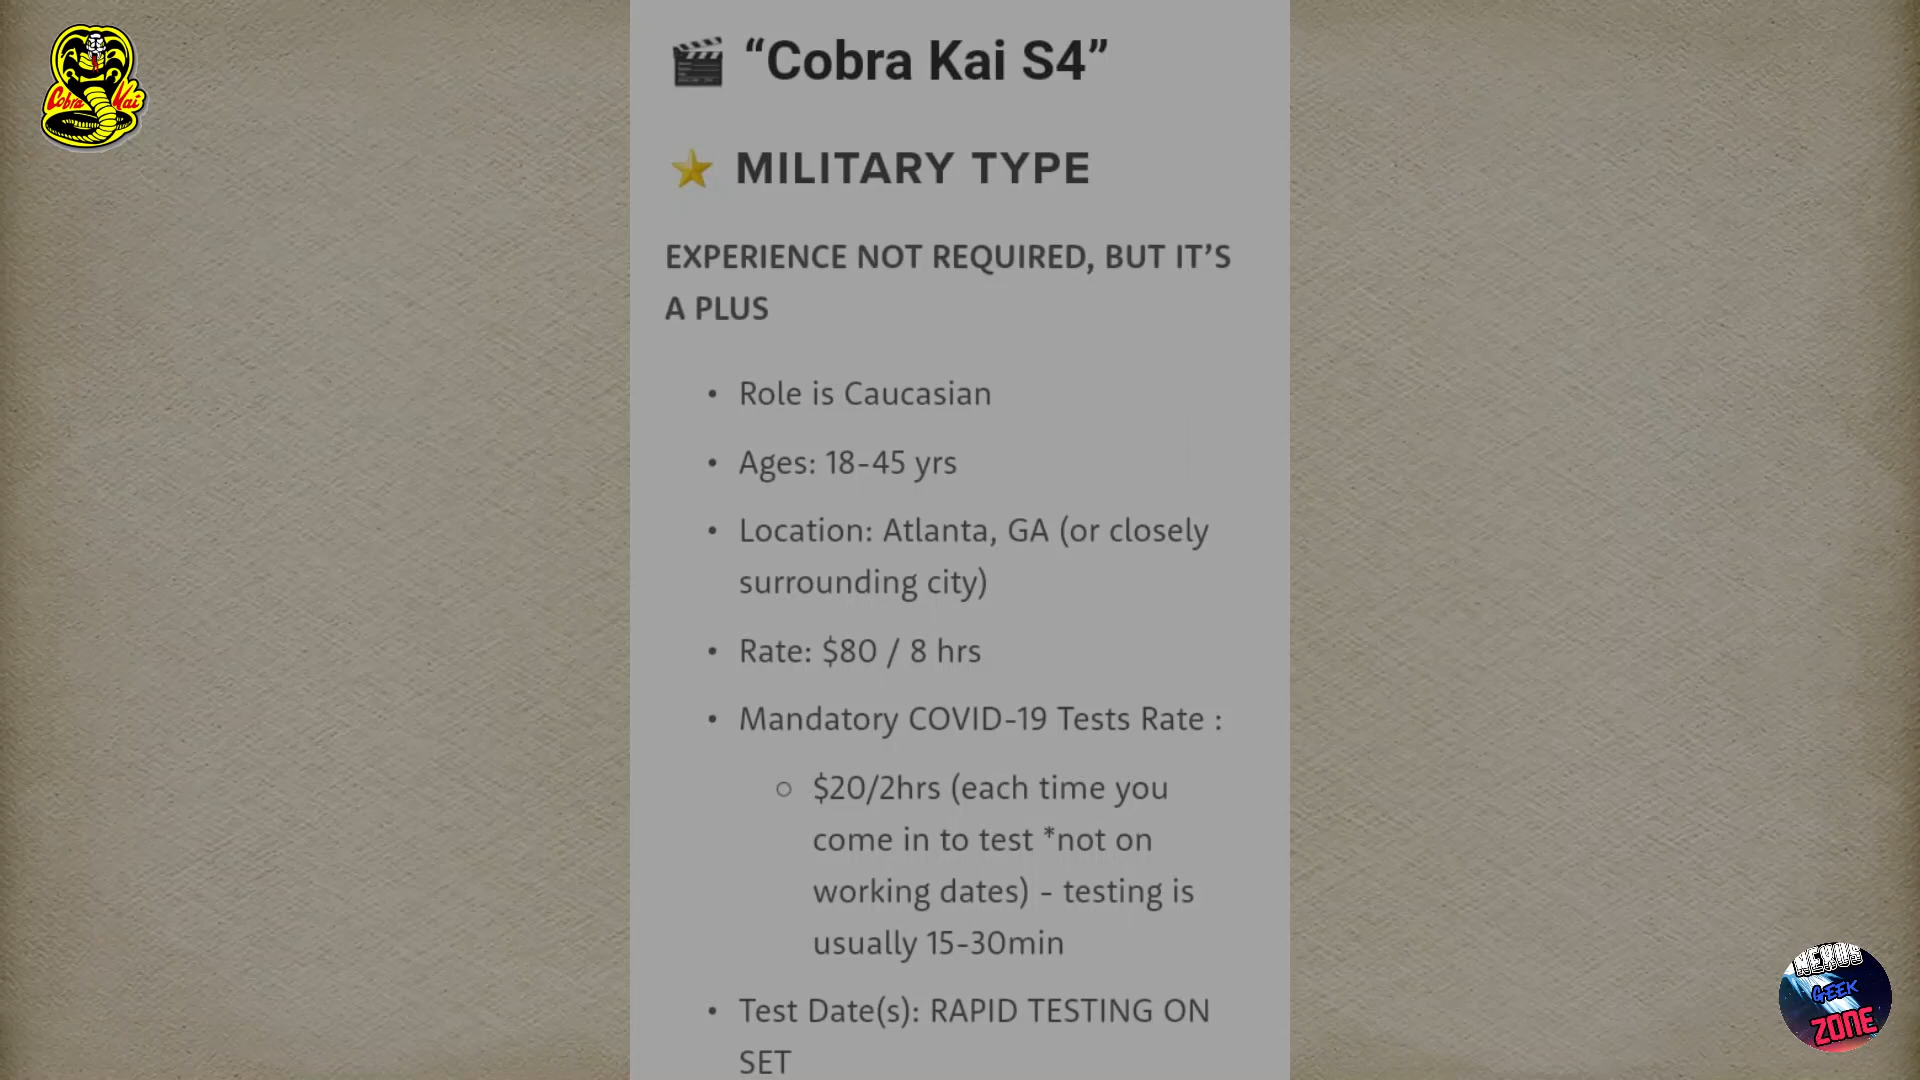 Cobra Kai
🎬 “Cobra Kai S4”
⭐ MILITARY TYPE
EXPERIENCE NOT REQUIRED, BUT IT’S
A PLUS
• Role is Caucasian
• Ages: 18-45 yrs
• Location: Atlanta, GA (or closely
surrounding city)
• Rate: $80 / 8 hrs
• Mandatory COVID-19 Tests Rate :
○ $20/2hrs (each time you
come in to test *not on
working dates) - testing is
usually 15-30min
• Test Date(s): RAPID TESTING ON
SET
NEXUS
GEEK
ZONE